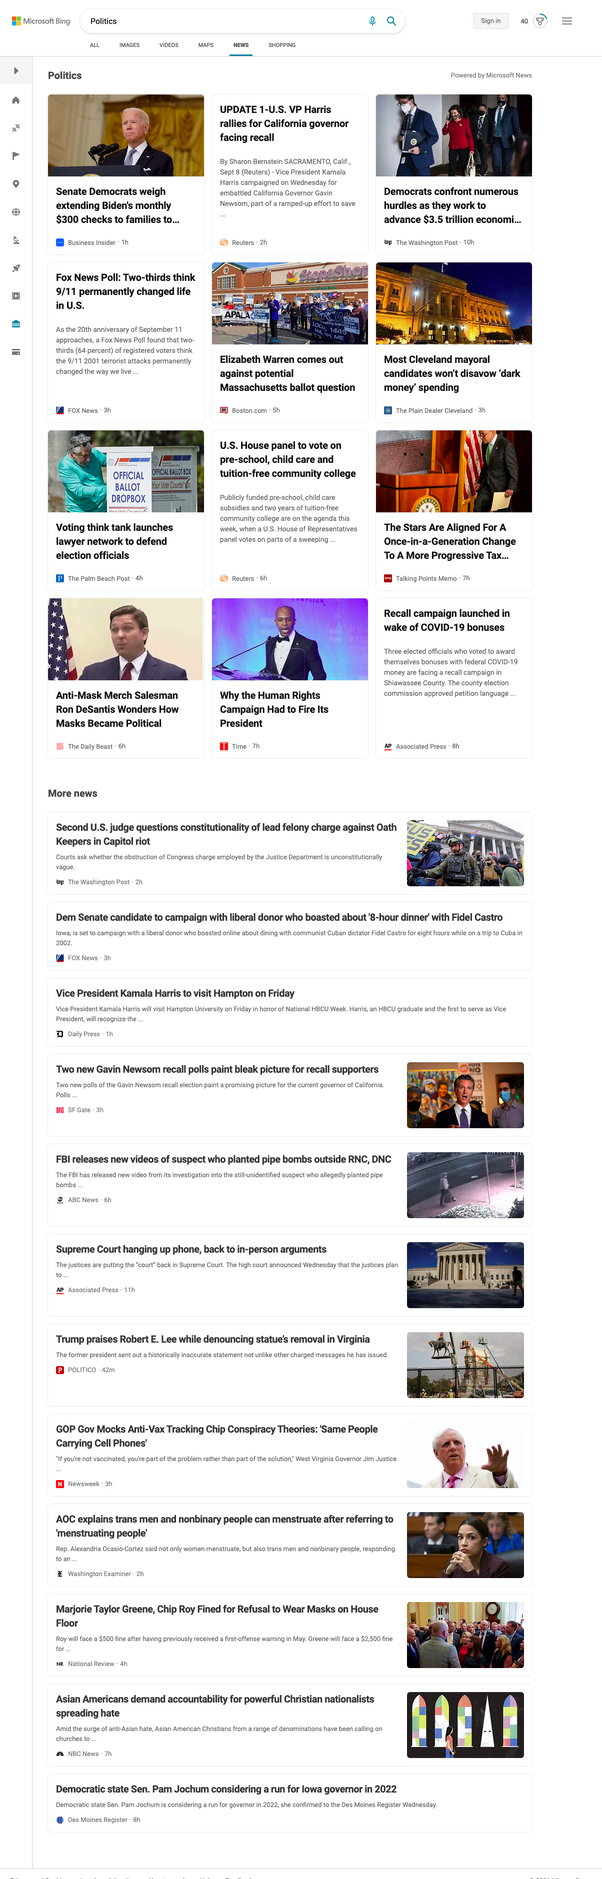 Microsoft Bing
Politics
Sign in
40
ALL
IMAGES
VIDEOS
MAPS
NEWS
SHOPPING
Politics
Powered by Microsoft News
Senate Democrats weigh
extending Biden's monthly
$300 checks to families to...
Business Insider · 1h
UPDATE 1-U.S. VP Harris
rallies for California governor
facing recall
By Sharon Bernstein SACRAMENTO, Calif.,
Sept 8 (Reuters) - Vice President Kamala
Harris campaigned on Wednesday for
embattled California Governor Gavin
Newsom, part of a ramped-up effort to save
...
Reuters · 2h
Democrats confront numerous
hurdles as they work to
advance $3.5 trillion economi...
wp
The Washington Post · 10h
Fox News Poll: Two-thirds think
9/11 permanently changed life
in U.S.
As the 20th anniversary of September 11
approaches, a Fox News Poll found that two-
thirds (64 percent) of registered voters think
the 9/11 2001 terrorist attacks permanently
changed the way we live ...
FOX News · 3h
Stop&Shop
APALA
Elizabeth Warren comes out
against potential
Massachusetts ballot question
Boston.com · 5h
Most Cleveland mayoral
candidates won't disavow 'dark
money' spending
The Plain Dealer Cleveland · 3h
OFFICIAL
BALLOT
DROPBOX
Voting think tank launches
lawyer network to defend
election officials
The Palm Beach Post · 4h
U.S. House panel to vote on
pre-school, child care and
tuition-free community college
Publicly funded pre-school, child care
subsidies and two years of tuition-free
community college are on the agenda this
week, when a U.S. House of Representatives
panel votes on parts of a sweeping ...
Reuters · 6h
The Stars Are Aligned For A
Once-in-a-Generation Change
To A More Progressive Tax...
Talking Points Memo · 7h
Anti-Mask Merch Salesman
Ron DeSantis Wonders How
Masks Became Political
The Daily Beast · 6h
Why the Human Rights
Campaign Had to Fire Its
President
Time · 7h
Recall campaign launched in
wake of COVID-19 bonuses
Three elected officials who voted to award
themselves bonuses with federal COVID-19
money are facing a recall campaign in
Shiawassee County. The county election
commission approved petition language ...
AP
Associated Press · 8h
More news
Second U.S. judge questions constitutionality of lead felony charge against Oath
Keepers in Capitol riot
Courts ask whether the obstruction of Congress charge employed by the Justice Department is unconstitutionally
vague.
wp
The Washington Post · 2h
Dem Senate candidate to campaign with liberal donor who boasted about '8-hour dinner' with Fidel Castro
Iowa, is set to campaign with a liberal donor who boasted online about dining with communist Cuban dictator Fidel Castro for eight hours while on a trip to Cuba in
2002.
FOX News · 3h
Vice President Kamala Harris to visit Hampton on Friday
Vice President Kamala Harris will visit Hampton University on Friday in honor of National HBCU Week. Harris, an HBCU graduate and the first to serve as Vice
President, will recognize the ...
Daily Press · 1h
Two new Gavin Newsom recall polls paint bleak picture for recall supporters
Two new polls of the Gavin Newsom recall election paint a promising picture for the current governor of California.
Polls ...
SF Gate · 3h
FBI releases new videos of suspect who planted pipe bombs outside RNC, DNC
The FBI has released new video from its investigation into the still-unidentified suspect who allegedly planted pipe
bombs ...
ABC News · 6h
Supreme Court hanging up phone, back to in-person arguments
The justices are putting the "court" back in Supreme Court. The high court announced Wednesday that the justices plan
to ...
AP
Associated Press · 11h
Trump praises Robert E. Lee while denouncing statue's removal in Virginia
The former president sent out a historically inaccurate statement not unlike other charged messages he has issued.
P
POLITICO · 42m
GOP Gov Mocks Anti-Vax Tracking Chip Conspiracy Theories: 'Same People
Carrying Cell Phones'
"If you're not vaccinated, you're part of the problem rather than part of the solution," West Virginia Governor Jim Justice
...
N
Newsweek · 3h
AOC explains trans men and nonbinary people can menstruate after referring to
'menstruating people'
Rep. Alexandria Ocasio-Cortez said not only women menstruate, but also trans men and nonbinary people, responding
to an ...
Washington Examiner · 2h
Marjorie Taylor Greene, Chip Roy Fined for Refusal to Wear Masks on House
Floor
Roy will face a $500 fine after having previously received a first-offense warning in May. Greene will face a $2,500 fine
for ...
NR
National Review · 4h
Asian Americans demand accountability for powerful Christian nationalists
spreading hate
Amid the surge of anti-Asian hate, Asian American Christians from a range of denominations have been calling on
churches to ...
NBC News · 7h
Democratic state Sen. Pam Jochum considering a run for Iowa governor in 2022
Democratic state Sen. Pam Jochum is considering a run for governor in 2022, she confirmed to the Des Moines Register Wednesday.
Des Moines Register · 8h